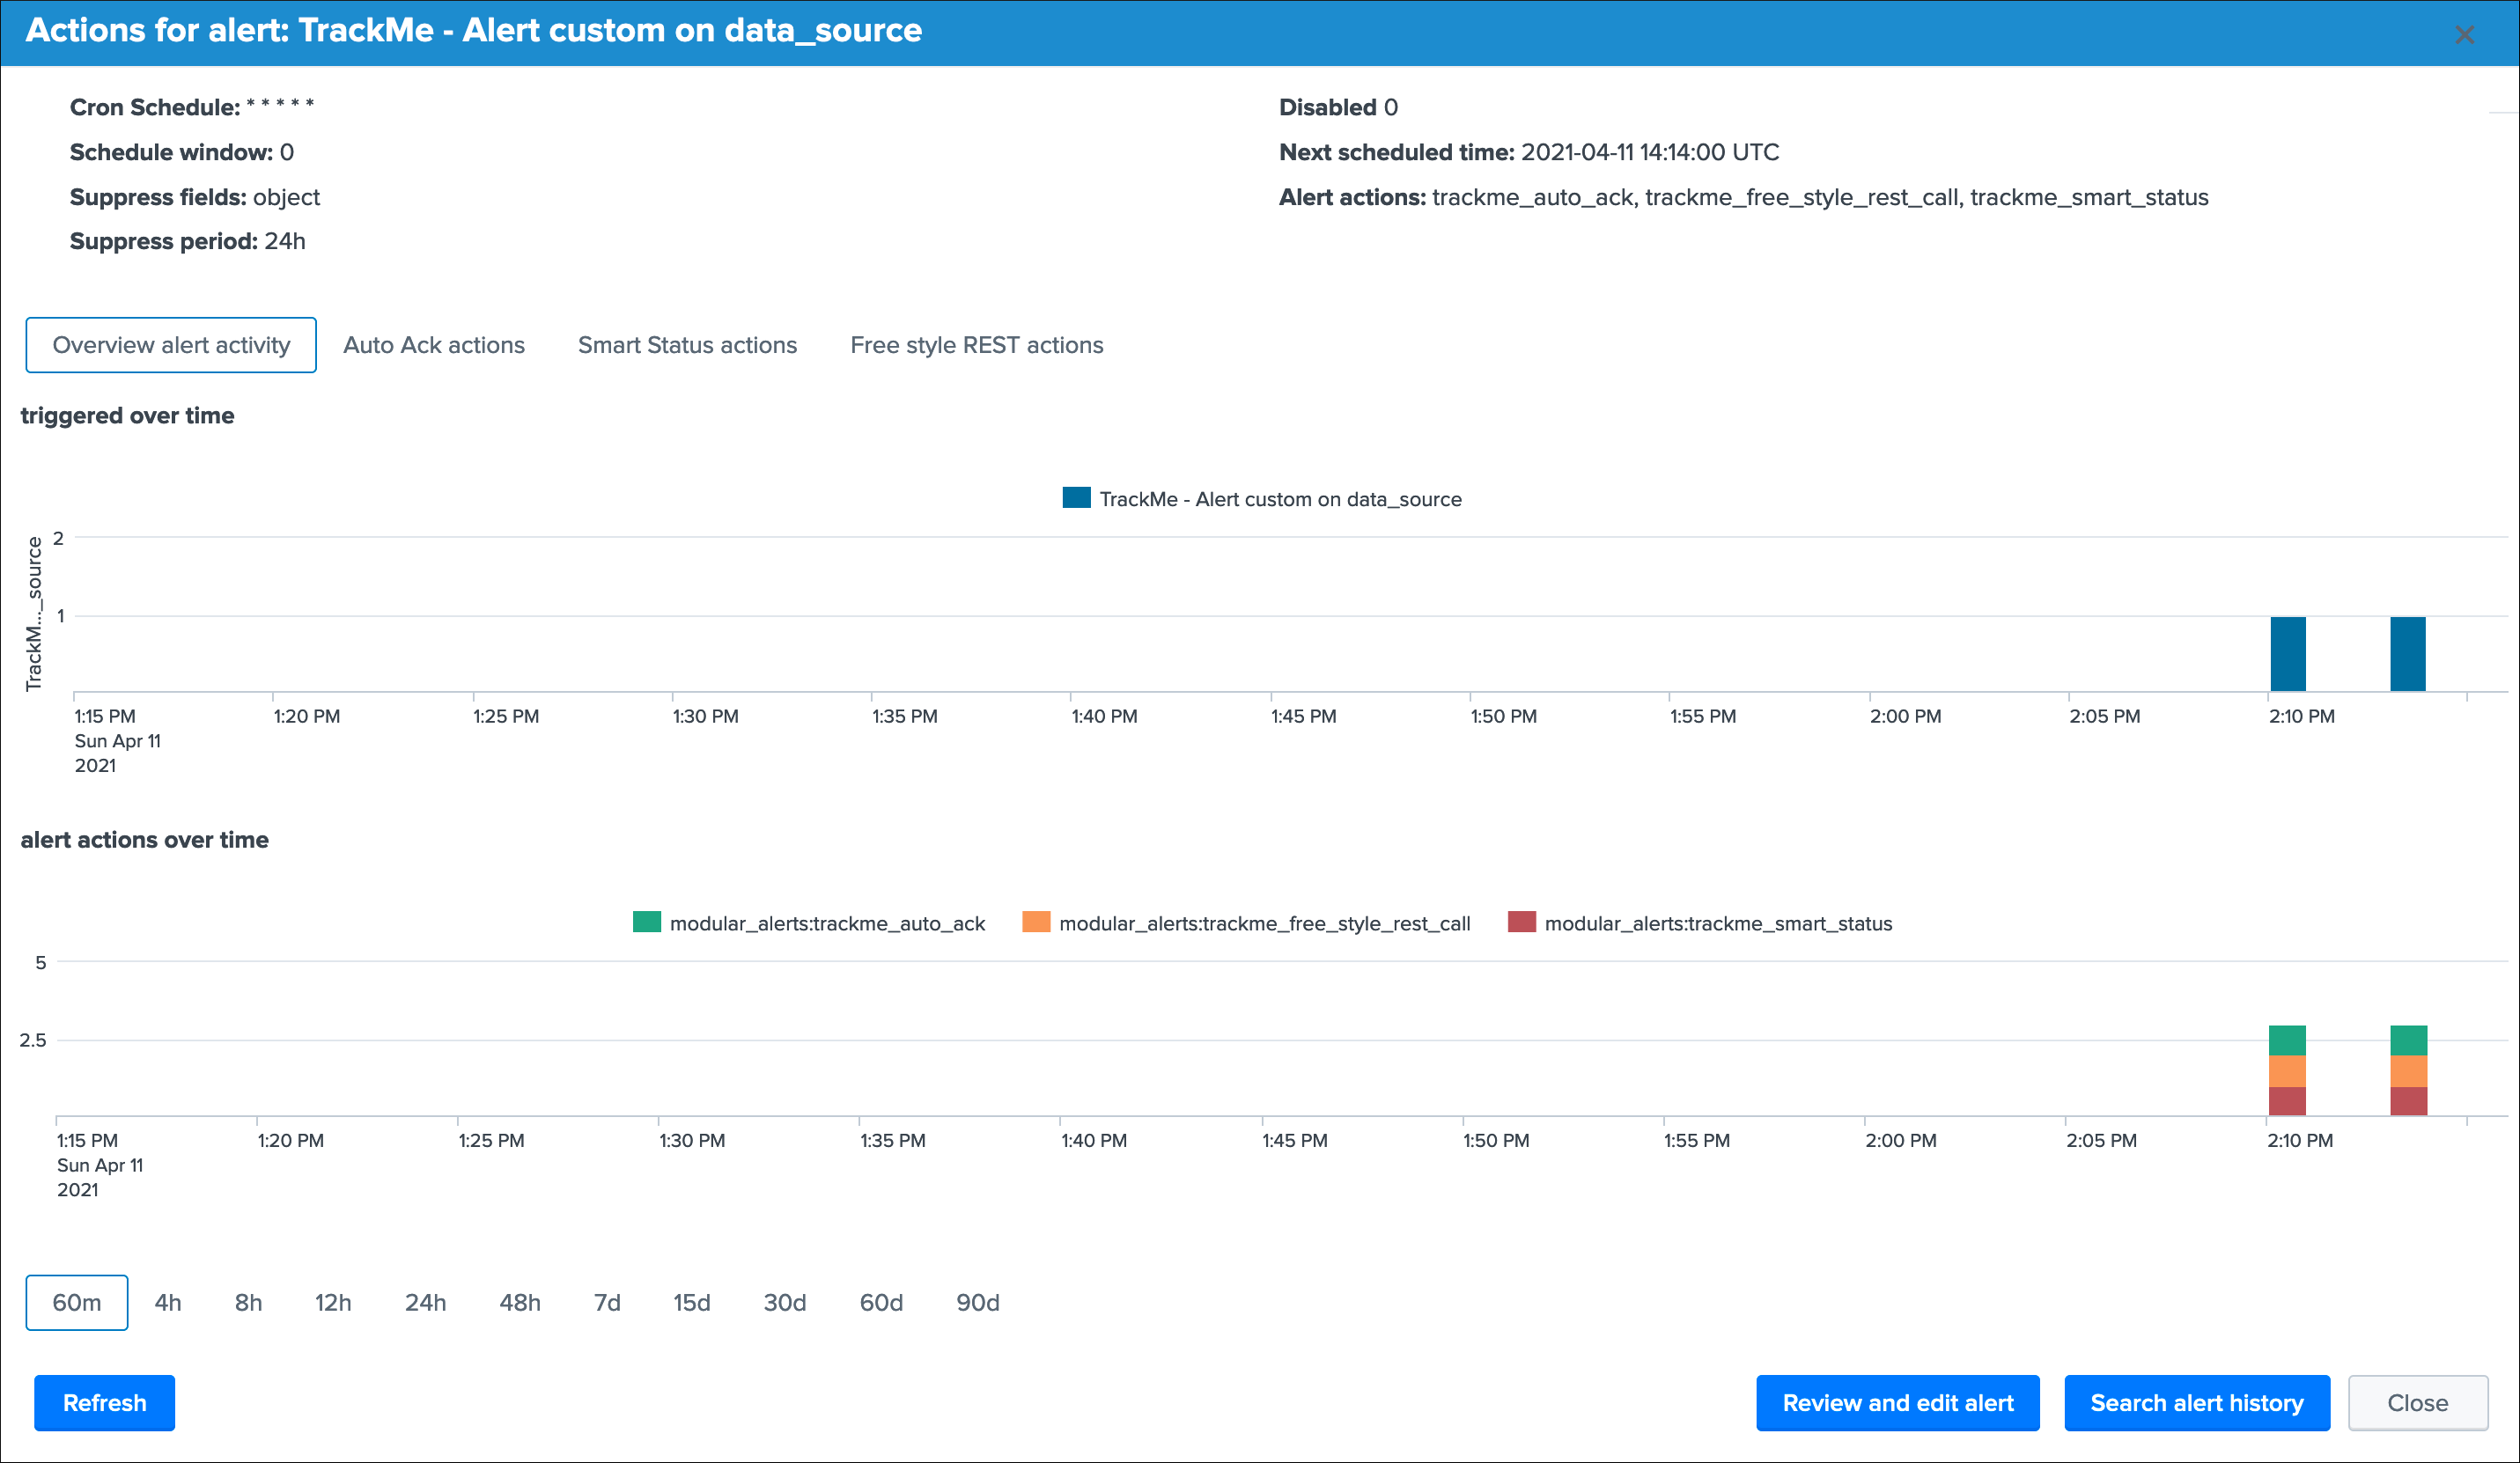 Actions for alert: TrackMe - Alert custom on data_source
Cron Schedule: * * * * *
Schedule window: 0
Suppress fields: object
Suppress period: 24h
Disabled 0
Next scheduled time: 2021-04-11 14:14:00 UTC
Alert actions: trackme_auto_ack, trackme_free_style_rest_call, trackme_smart_status
Overview alert activity Auto Ack actions Smart Status actions Free style REST actions
triggered over time
TrackMe - Alert custom on data_source
TrackM..._source
2
1
1:15 PM 1:20 PM 1:25 PM 1:30 PM 1:35 PM 1:40 PM 1:45 PM 1:50 PM 1:55 PM 2:00 PM 2:05 PM 2:10 PM
Sun Apr 11
2021
alert actions over time
modular_alerts:trackme_auto_ack modular_alerts:trackme_free_style_rest_call modular_alerts:trackme_smart_status
5
2.5
1:15 PM 1:20 PM 1:25 PM 1:30 PM 1:35 PM 1:40 PM 1:45 PM 1:50 PM 1:55 PM 2:00 PM 2:05 PM 2:10 PM
Sun Apr 11
2021
60m 4h 8h 12h 24h 48h 7d 15d 30d 60d 90d
Refresh Review and edit alert Search alert history Close